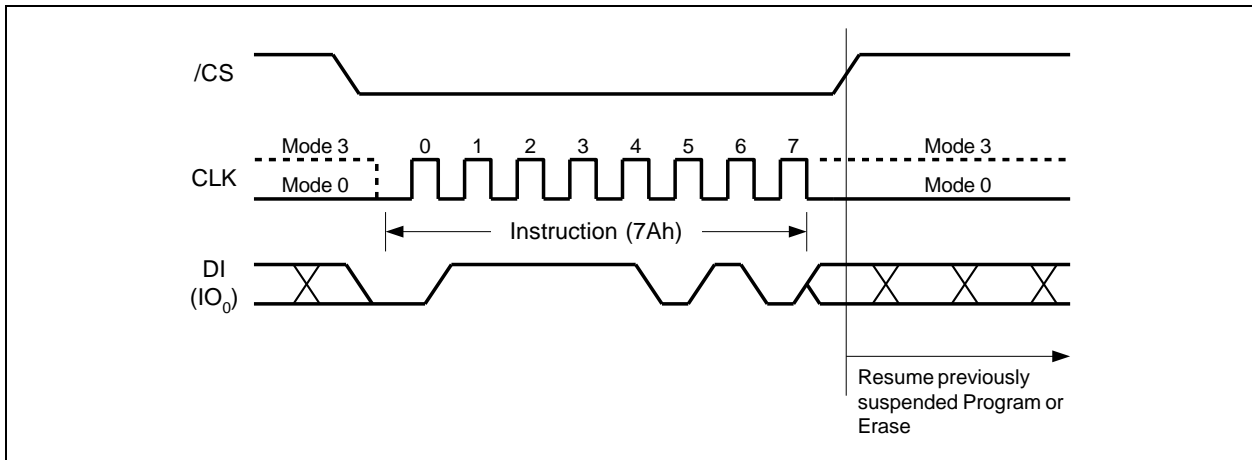 /CS
Mode 3 0 1 2 3 4 5 6 7 Mode 3
CLK
Mode 0 Mode 0
Instruction (7Ah)
DI
(IO0)
Resume previously
suspended Program or
Erase